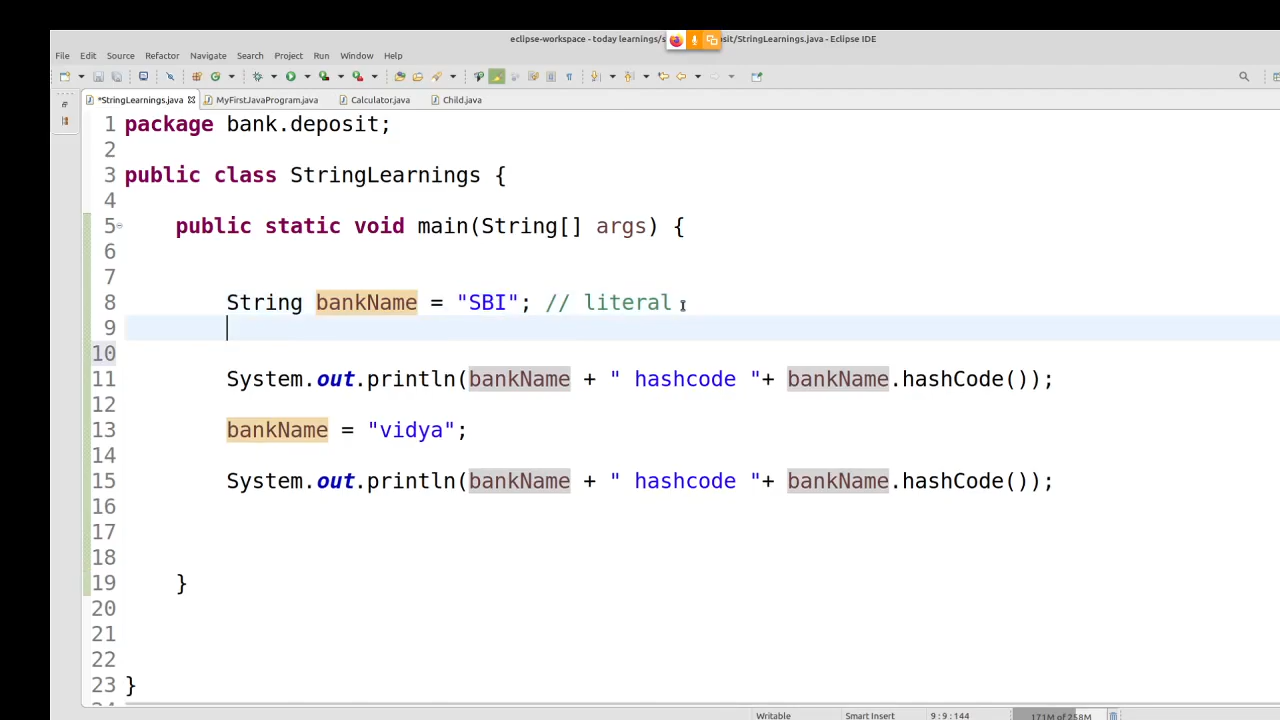 eclipse-workspace - today learnings/s sit/StringLearnings.java - Eclipse IDE
File Edit Source Refactor Navigate Search Project Run Window Help
*StringLearnings.java MyFirstJavaProgram.java Calculator.java Child.java
1 package bank.deposit;
2
3 public class StringLearnings {
4
5 public static void main(String[] args) {
6
7
8 String bankName = "SBI"; // literal
9
10
11 System.out.println(bankName + " hashcode "+ bankName.hashCode());
12
13 bankName = "vidya";
14
15 System.out.println(bankName + " hashcode "+ bankName.hashCode());
16
17
18
19 }
20
21
22
23 }
Writable Smart Insert 9:9:144 171M of 258M